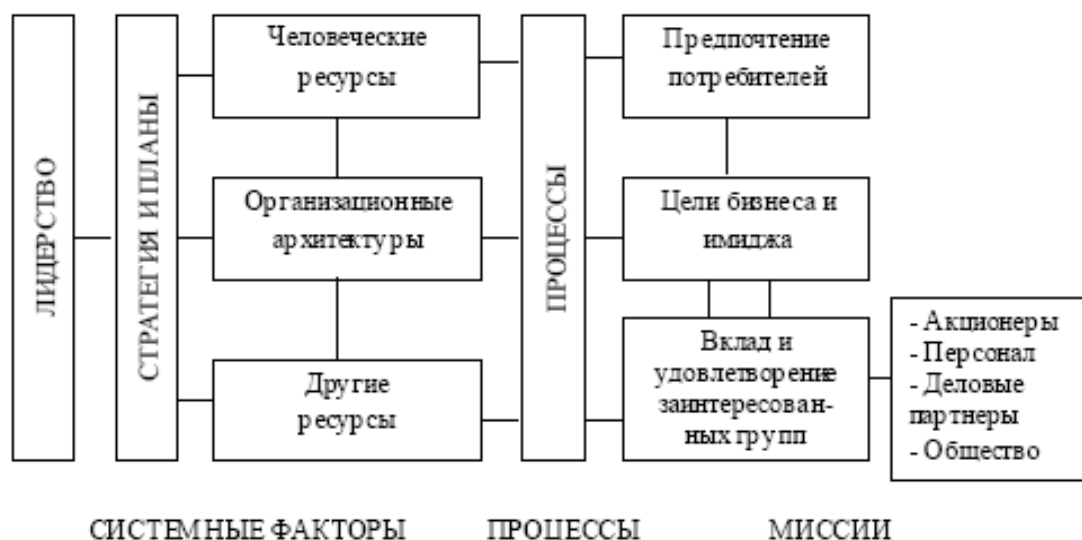 ЛИДЕРСТВО
СТРАТЕГИЯ И ПЛАНЫ
Человеческие
ресурсы
Организационные
архитектуры
Другие
ресурсы
ПРОЦЕССЫ
Предпочтение
потребителей
Цели бизнеса и
имиджа
Вклад и
удовлетворение
заинтересован-
ных групп
- Акционеры
- Персонал
- Деловые
партнеры
- Общество
СИСТЕМНЫЕ ФАКТОРЫ
ПРОЦЕССЫ
МИССИИ